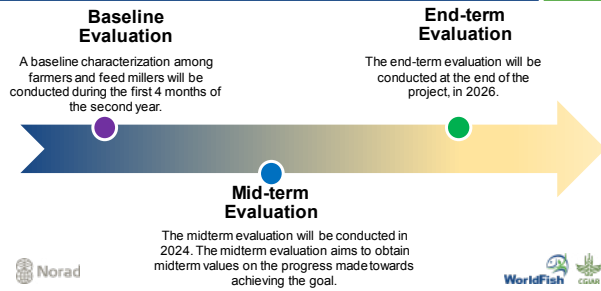 Baseline
Evaluation
A baseline characterization among
farmers and feed millers will be
conducted during the first 4 months of
the second year.
End-term
Evaluation
The end-term evaluation will be
conducted at the end of the
project, in 2026.
Mid-term
Evaluation
The midterm evaluation will be conducted in
2024. The midterm evaluation aims to obtain
midterm values on the progress made towards
achieving the goal.
Norad
WorldFish
CGIAR